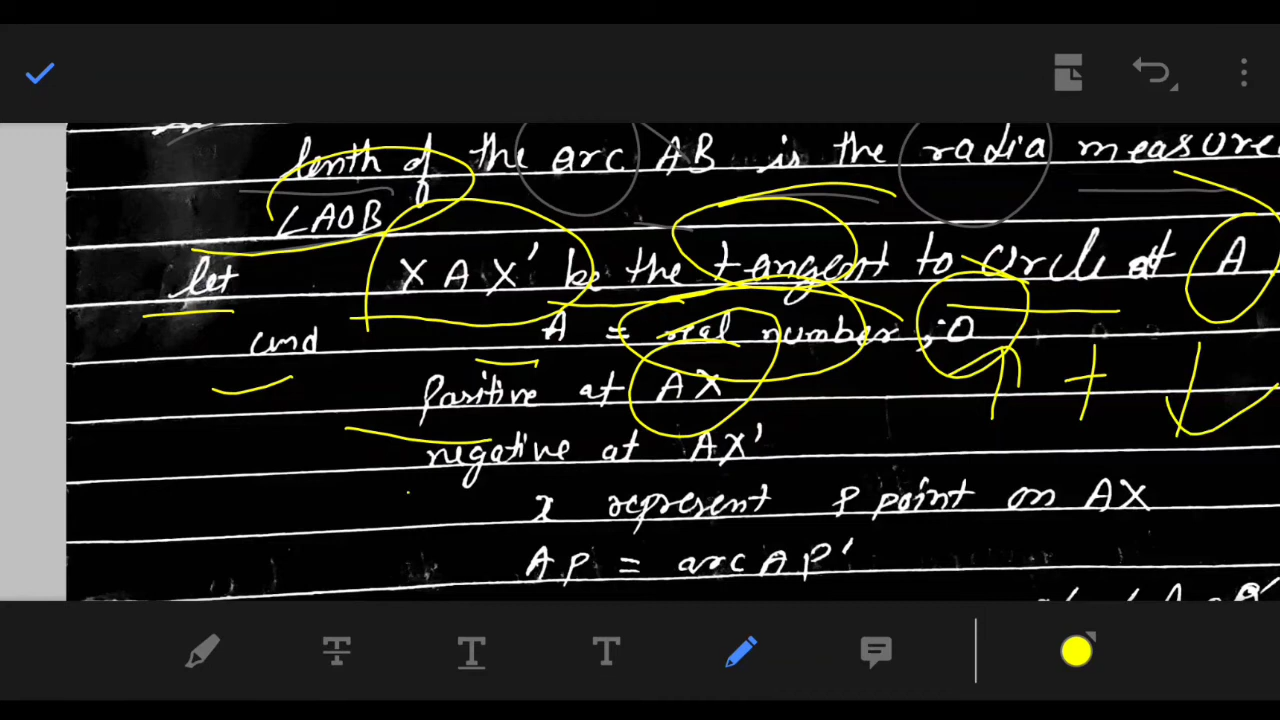 lenth of the arc AB is the radia measure
∠AOB
let X A X' be the tangent to circle at A
and A = real number, 0
Positive at AX
negative at AX'
x represent P point on AX
AP = arc AP'